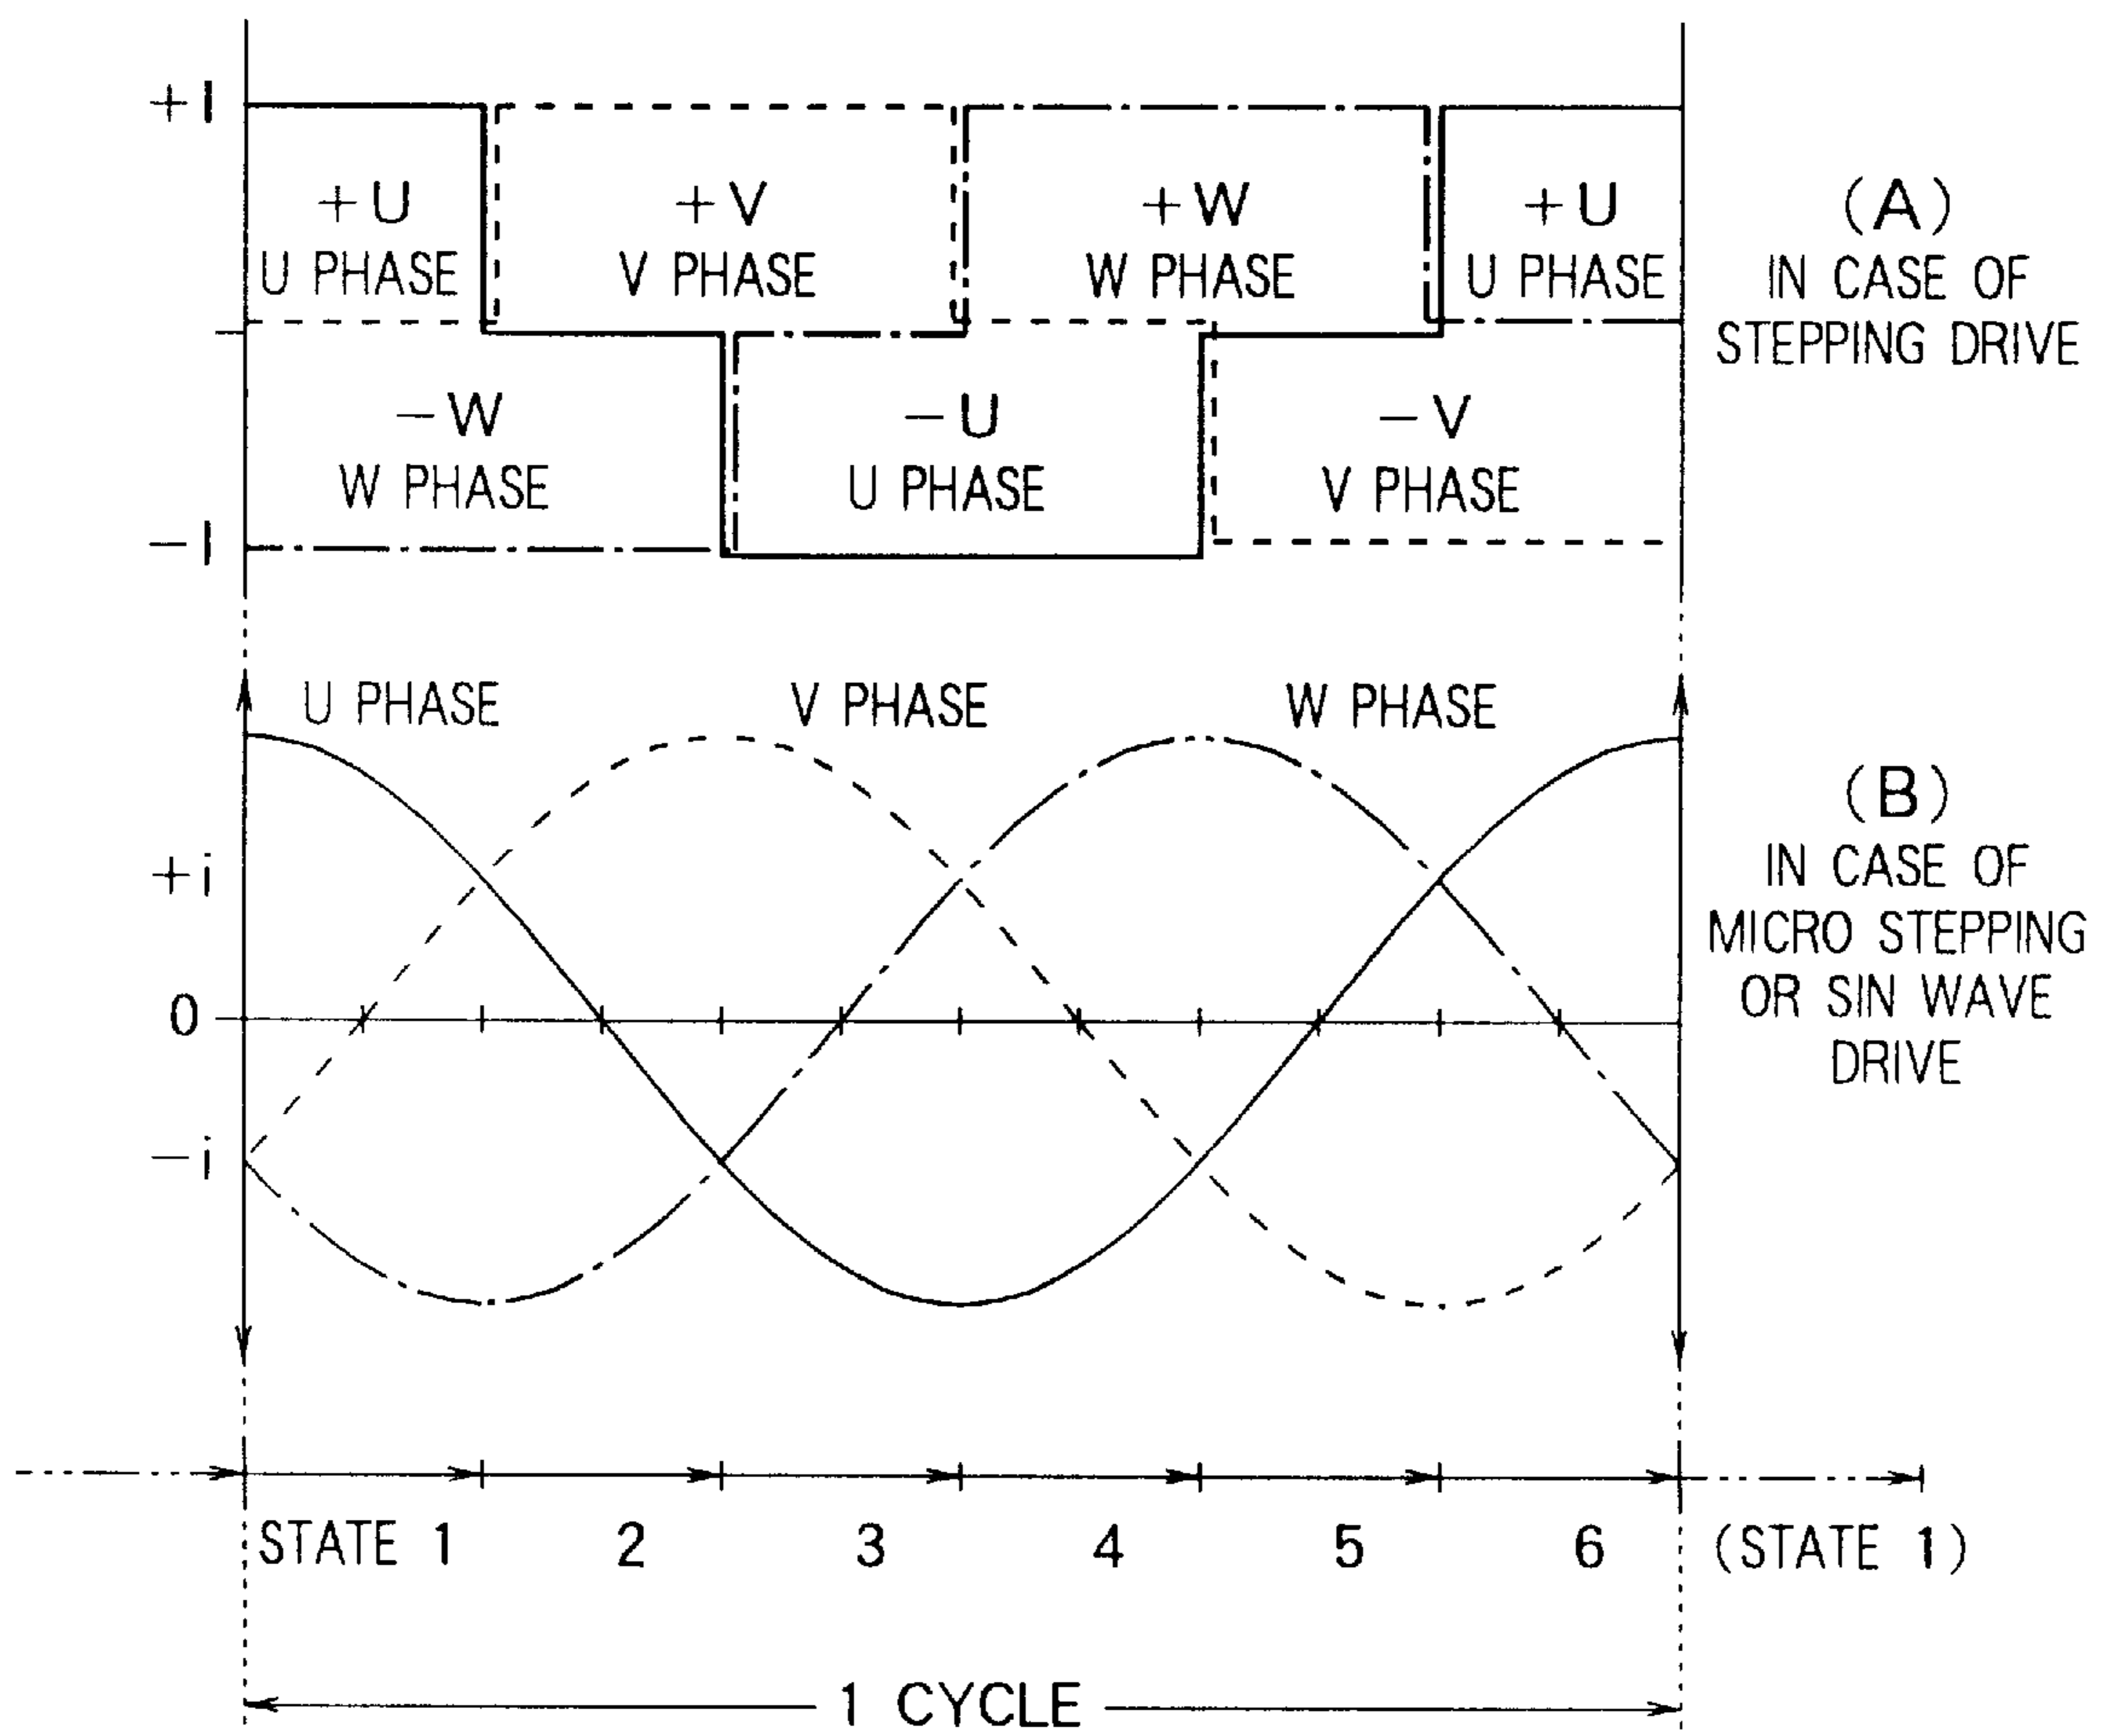 +I
+U
U PHASE
+V
V PHASE
+W
W PHASE
+U
U PHASE
(A)
IN CASE OF
STEPPING DRIVE
−W
W PHASE
−U
U PHASE
−V
V PHASE
−I
U PHASE
V PHASE
W PHASE
+i
0
−i
(B)
IN CASE OF
MICRO STEPPING
OR SIN WAVE
DRIVE
STATE 1 2 3 4 5 6 (STATE 1)
1 CYCLE